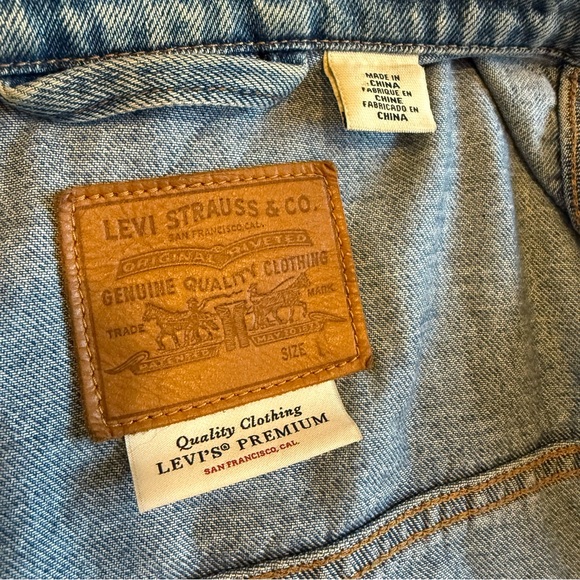 MADE IN
CHINA
FABRIQUE EN
CHINE
FABRICADO EN
CHINA
LEVI STRAUSS & CO.
SAN FRANCISCO, CAL.
ORIGINAL RIVETED
GENUINE QUALITY CLOTHING
TRADE MARK
PATENTED MAY 20 1873
SIZE L
Quality Clothing
LEVI'S® PREMIUM
SAN FRANCISCO, CAL.